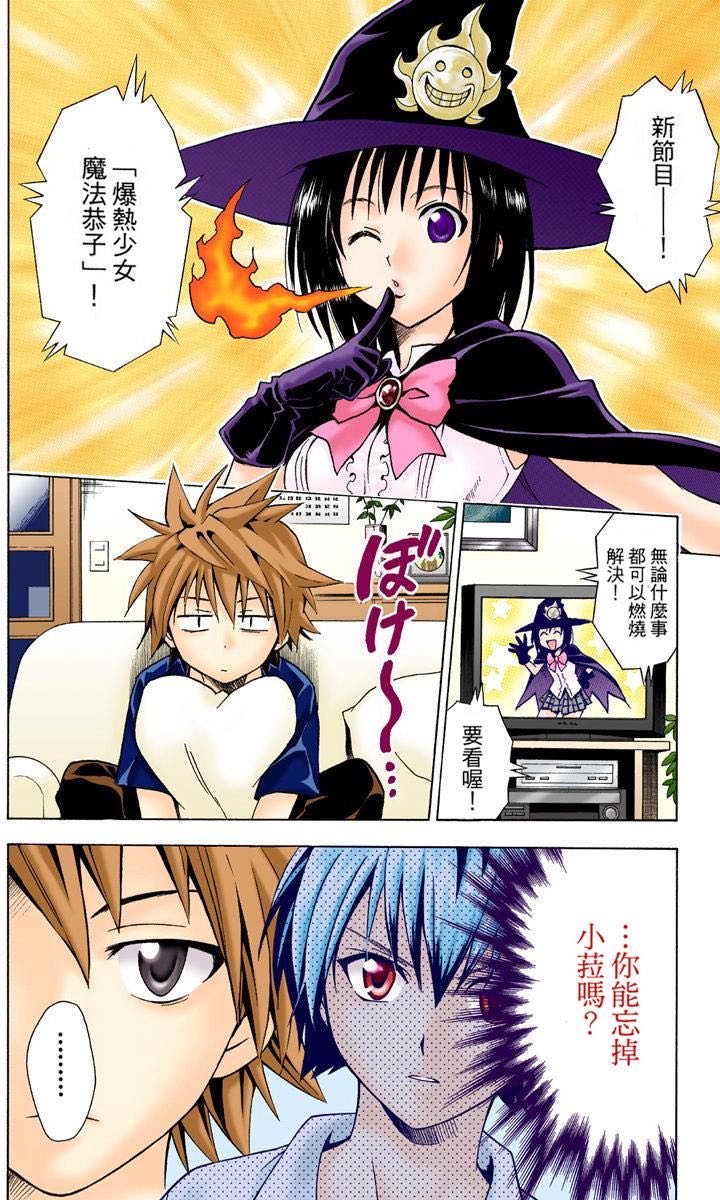 新節目——！
「爆熱少女
魔法恭子」！
無論什麼事
都可以燃燒
解決！
要看喔！
ぼけ〜…
…你能忘掉
小菈嗎？
………